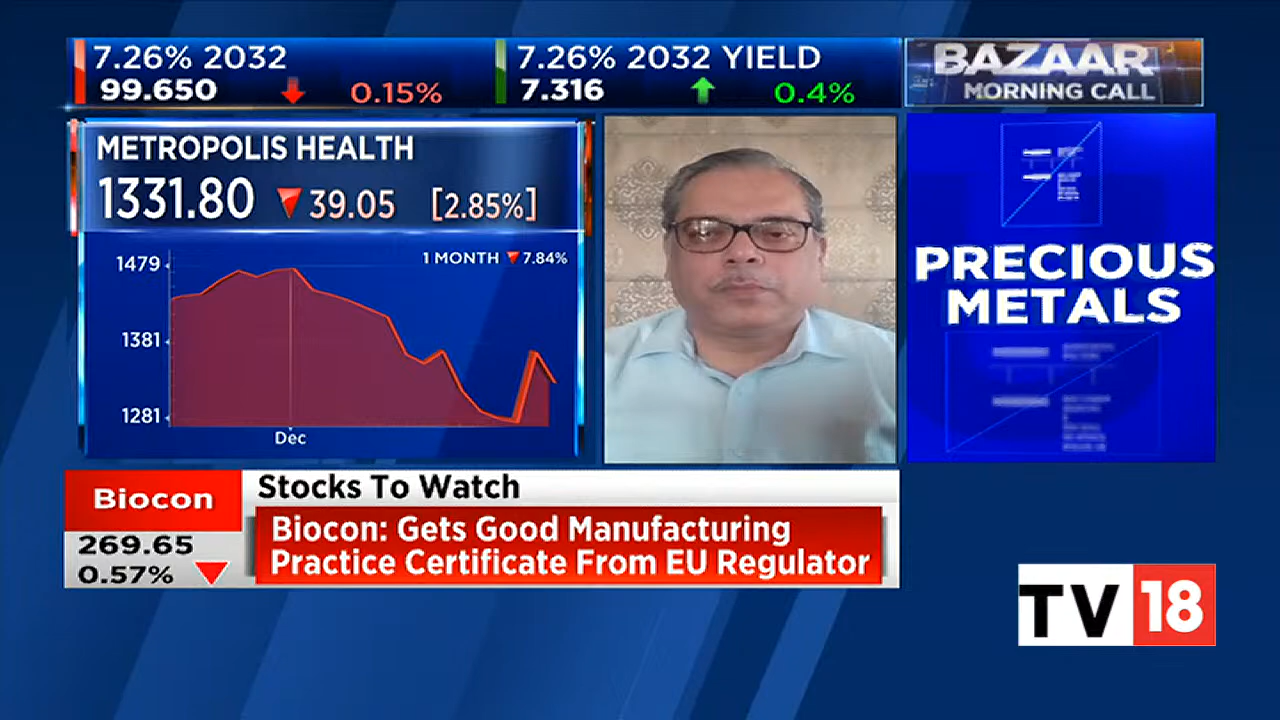 7.26% 2032
99.650 0.15%
7.26% 2032 YIELD
7.316 0.4%
BAZAAR
MORNING CALL
METROPOLIS HEALTH
1331.80 39.05 [2.85%]
1 MONTH 7.84%
1479
1381
1281
Dec
PRECIOUS
METALS
Biocon
269.65
0.57%
Stocks To Watch
Biocon: Gets Good Manufacturing
Practice Certificate From EU Regulator
TV 18